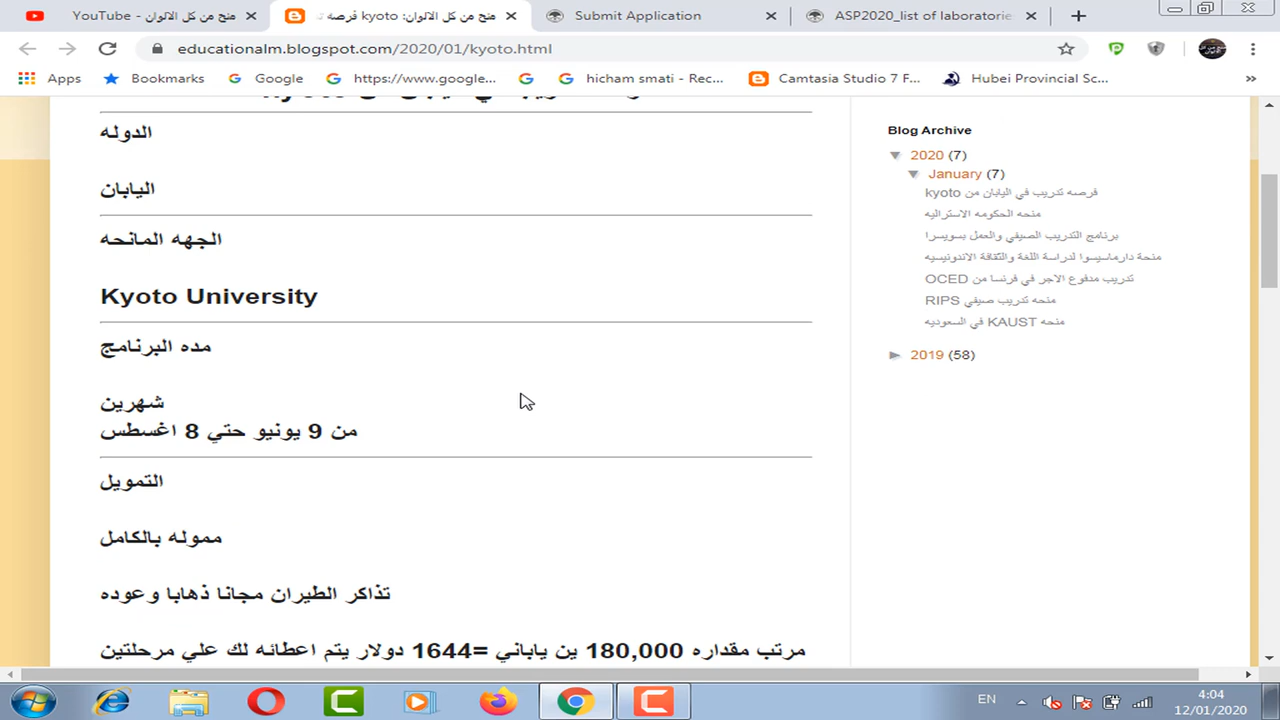 YouTube - منح من كل الالوان
منح من كل الالوان: kyoto فرصه
Submit Application
ASP2020_list of laboratorie
educationalm.blogspot.com/2020/01/kyoto.html
Apps
Bookmarks
Google
https://www.google...
hicham smati - Rec...
Camtasia Studio 7 F...
Hubei Provincial Sc...
»
الدوله
اليابان
الجهه المانحه
Kyoto University
مده البرنامج
شهرين
من 9 يونيو حتي 8 اغسطس
التمويل
مموله بالكامل
تذاكر الطيران مجانا ذهابا وعوده
مرتب مقداره 180,000 ين ياباني =1644 دولار يتم اعطائه لك علي مرحلتين
Blog Archive
▼ 2020 (7)
▼ January (7)
فرصه تدريب في اليابان من kyoto
منحه الحكومه الاستراليه
برنامج التدريب الصيفي والعمل بسويسرا
منحة دارماسيسوا لدراسة اللغة والثقافة الاندونيسيه
تدريب مدفوع الاجر في فرنسا من OCED
منحه تدريب صيفي RIPS
منحه KAUST في السعوديه
► 2019 (58)
EN
4:04
12/01/2020